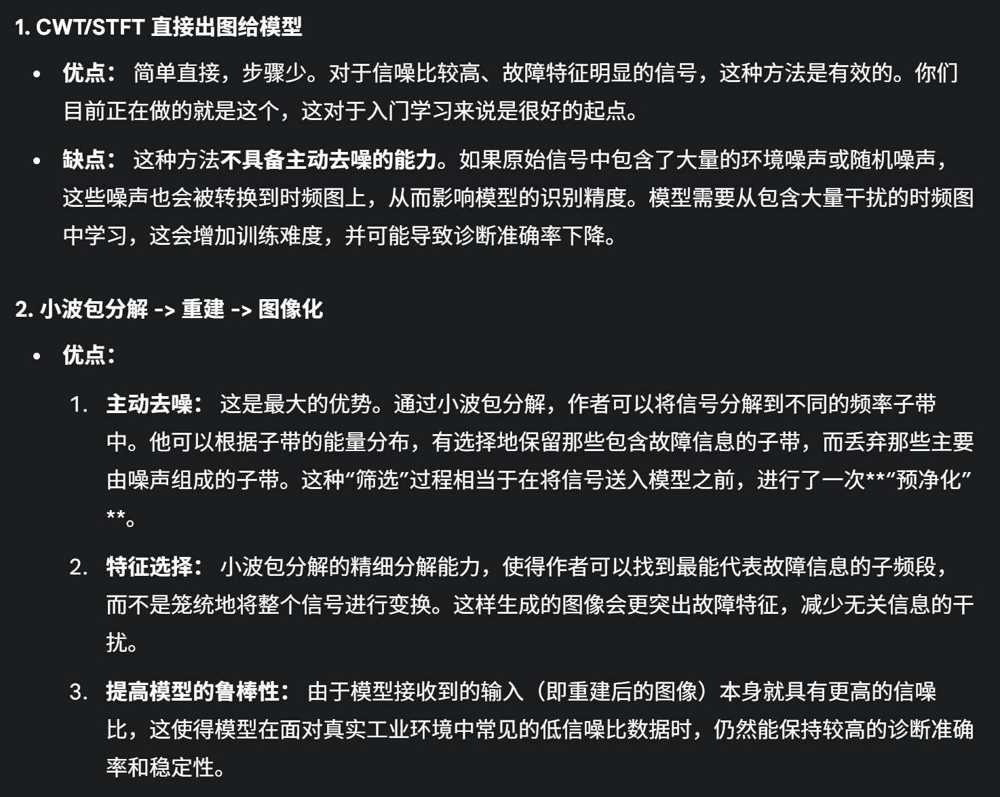 1. CWT/STFT 直接出图给模型
• 优点： 简单直接，步骤少。对于信噪比较高、故障特征明显的信号，这种方法是有效的。你们
目前正在做的就是这个，这对于入门学习来说是很好的起点。
• 缺点： 这种方法不具备主动去噪的能力。如果原始信号中包含了大量的环境噪声或随机噪声，
这些噪声也会被转换到时频图上，从而影响模型的识别精度。模型需要从包含大量干扰的时频图
中学习，这会增加训练难度，并可能导致诊断准确率下降。
2. 小波包分解 -> 重建 -> 图像化
• 优点：
1. 主动去噪： 这是最大的优势。通过小波包分解，作者可以将信号分解到不同的频率子带
中。他可以根据子带的能量分布，有选择地保留那些包含故障信息的子带，而丢弃那些主要
由噪声组成的子带。这种“筛选”过程相当于在将信号送入模型之前，进行了一次**“预净化”
**。
2. 特征选择： 小波包分解的精细分解能力，使得作者可以找到最能代表故障信息的子频段，
而不是笼统地将整个信号进行变换。这样生成的图像会更突出故障特征，减少无关信息的干
扰。
3. 提高模型的鲁棒性： 由于模型接收到的输入（即重建后的图像）本身就具有更高的信噪
比，这使得模型在面对真实工业环境中常见的低信噪比数据时，仍然能保持较高的诊断准确
率和稳定性。